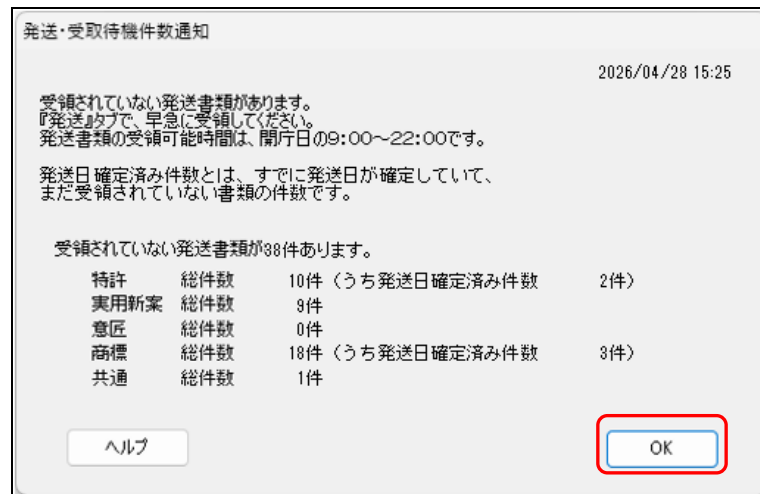 発送・受取待機件数通知
2026/04/28 15:25
受領されていない発送書類があります。
『発送』タブで、早急に受領してください。
発送書類の受領可能時間は、開庁日の9:00～22:00です。
発送日確定済み件数とは、すでに発送日が確定していて、
まだ受領されていない書類の件数です。
受領されていない発送書類が38件あります。
特許 総件数 10件 (うち発送日確定済み件数 2件)
実用新案 総件数 9件
意匠 総件数 0件
商標 総件数 18件 (うち発送日確定済み件数 3件)
共通 総件数 1件
ヘルプ OK